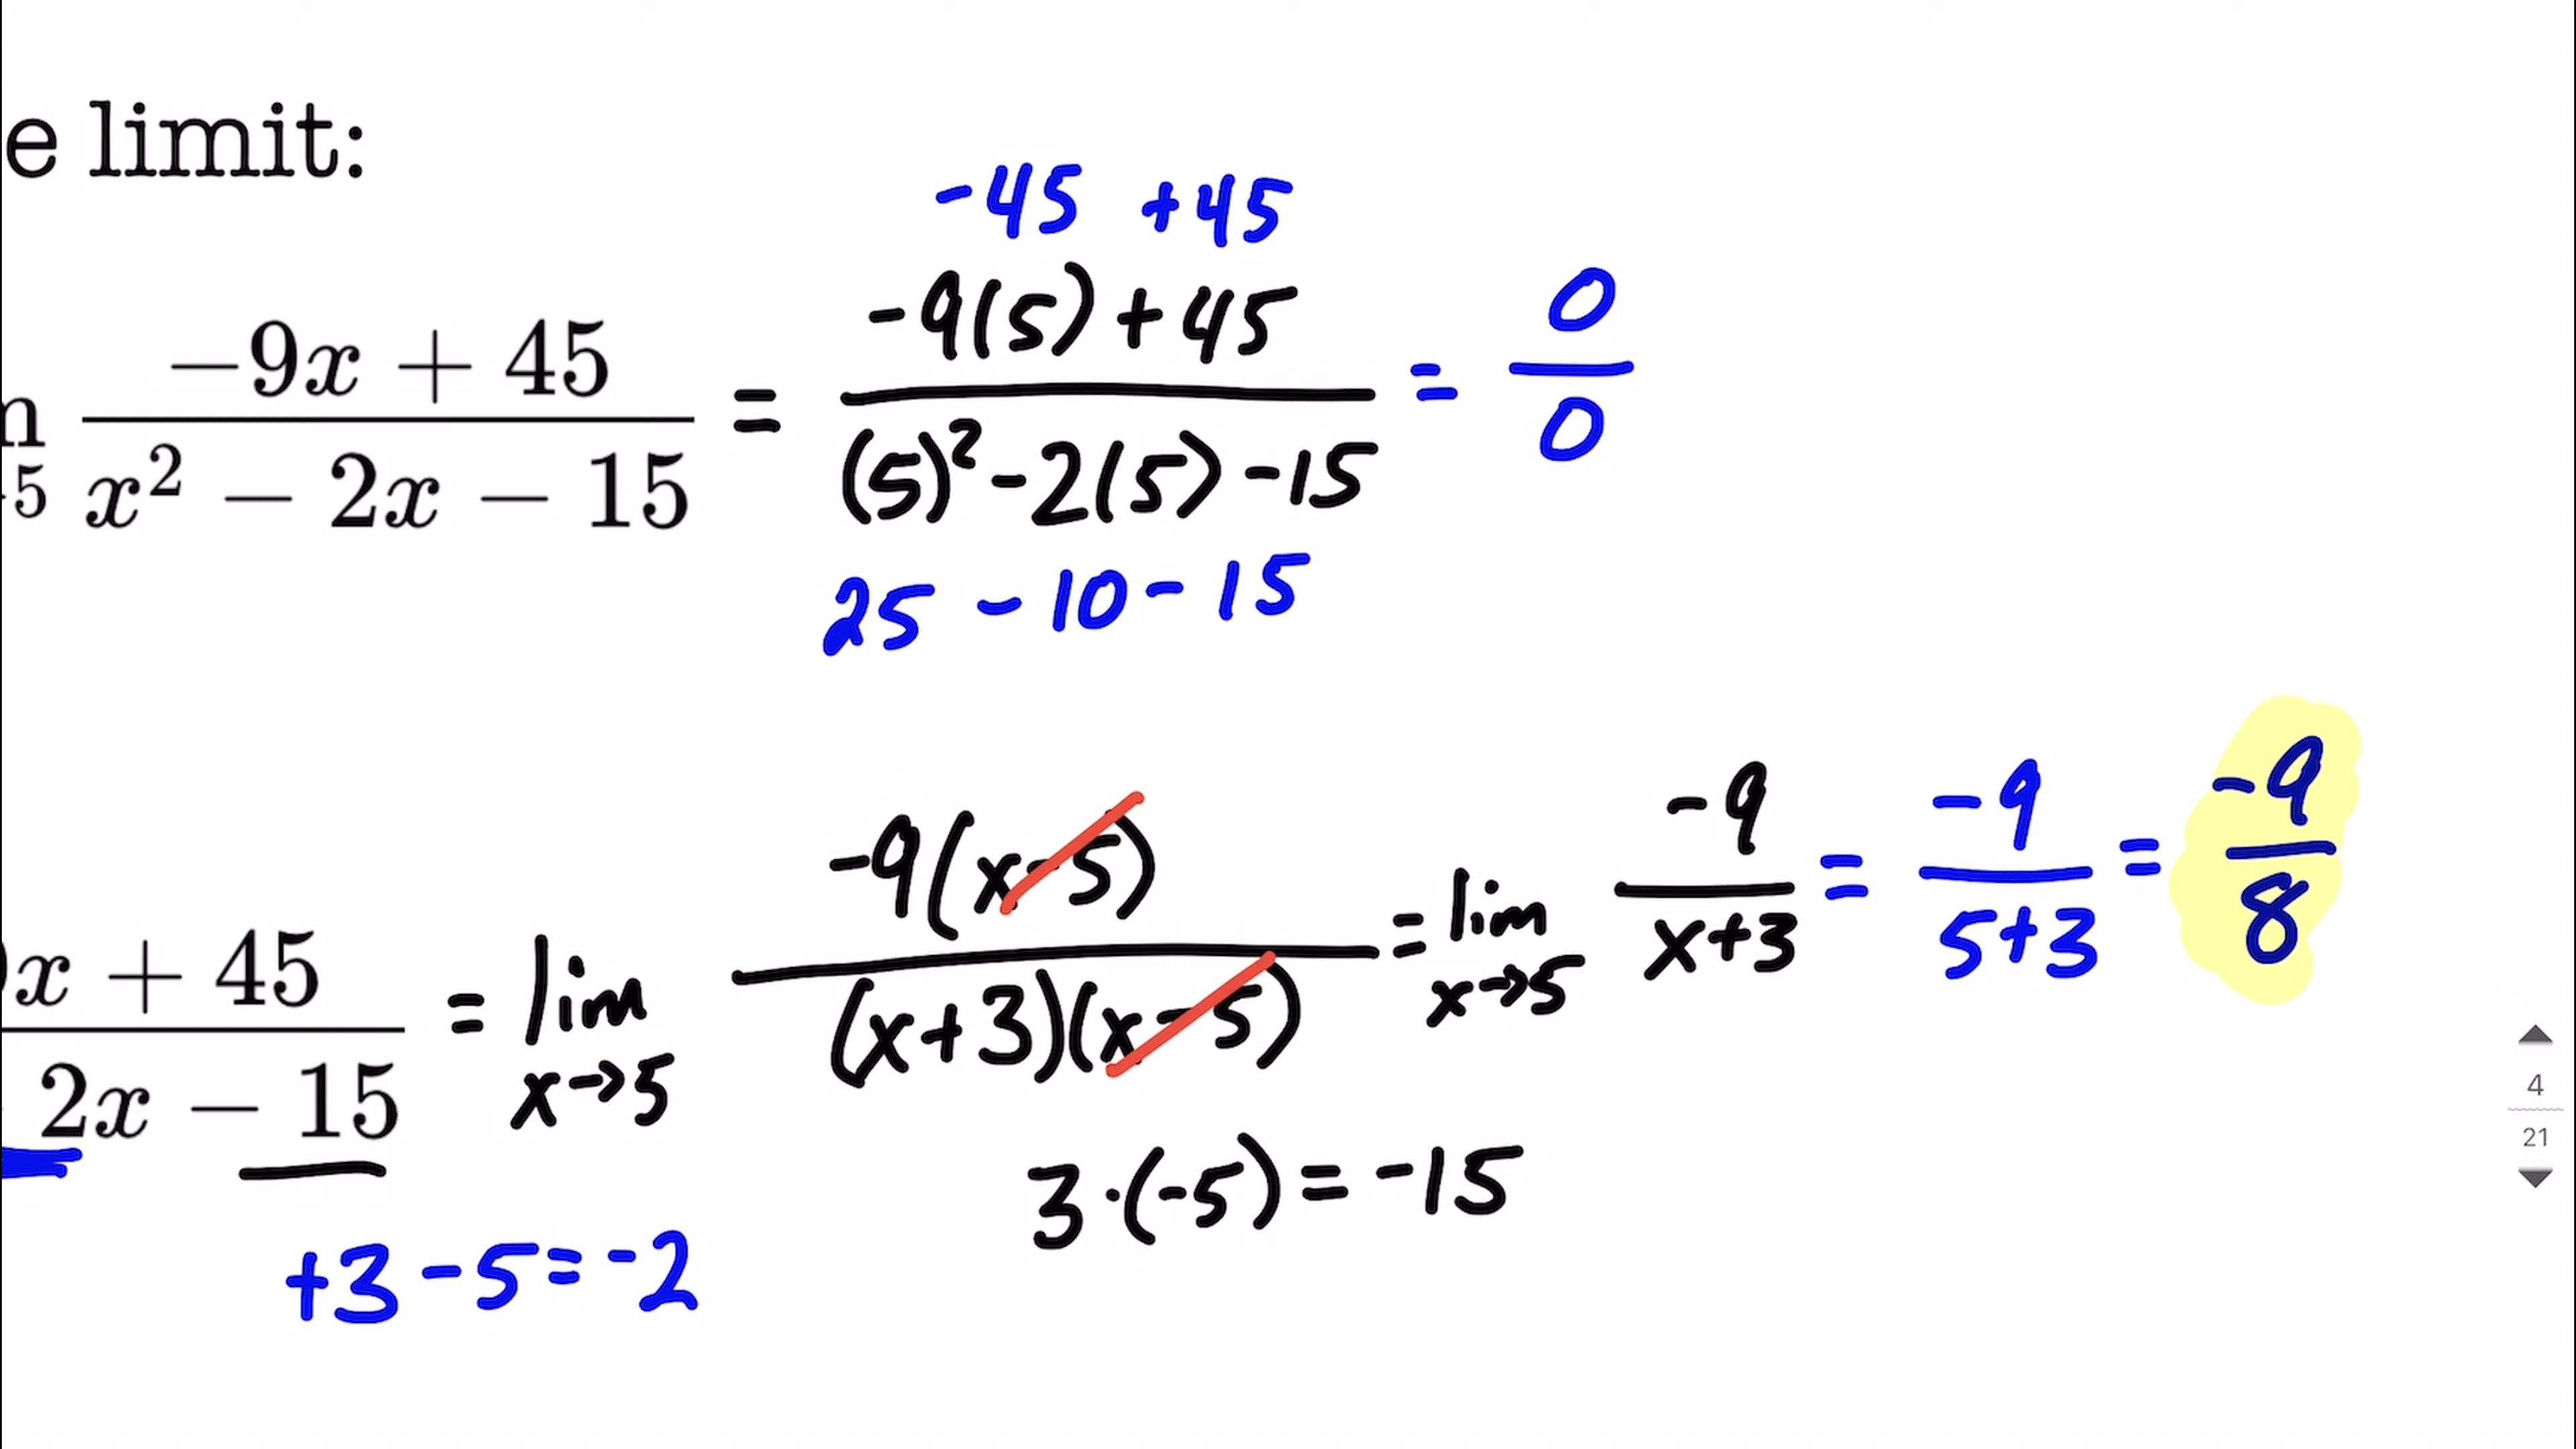 e limit:
-45 +45
-9(5)+45
−9x + 45
= = 0/0
x² − 2x − 15
5
(5)²-2(5)-15
25 - 10 - 15
-9(x-5)
x + 45
= lim x→5
(x+3)(x-5)
= lim x→5 -9/(x+3) = -9/(5+3) = -9/8
2x − 15
3·(-5) = -15
+3 -5 = -2
4
21